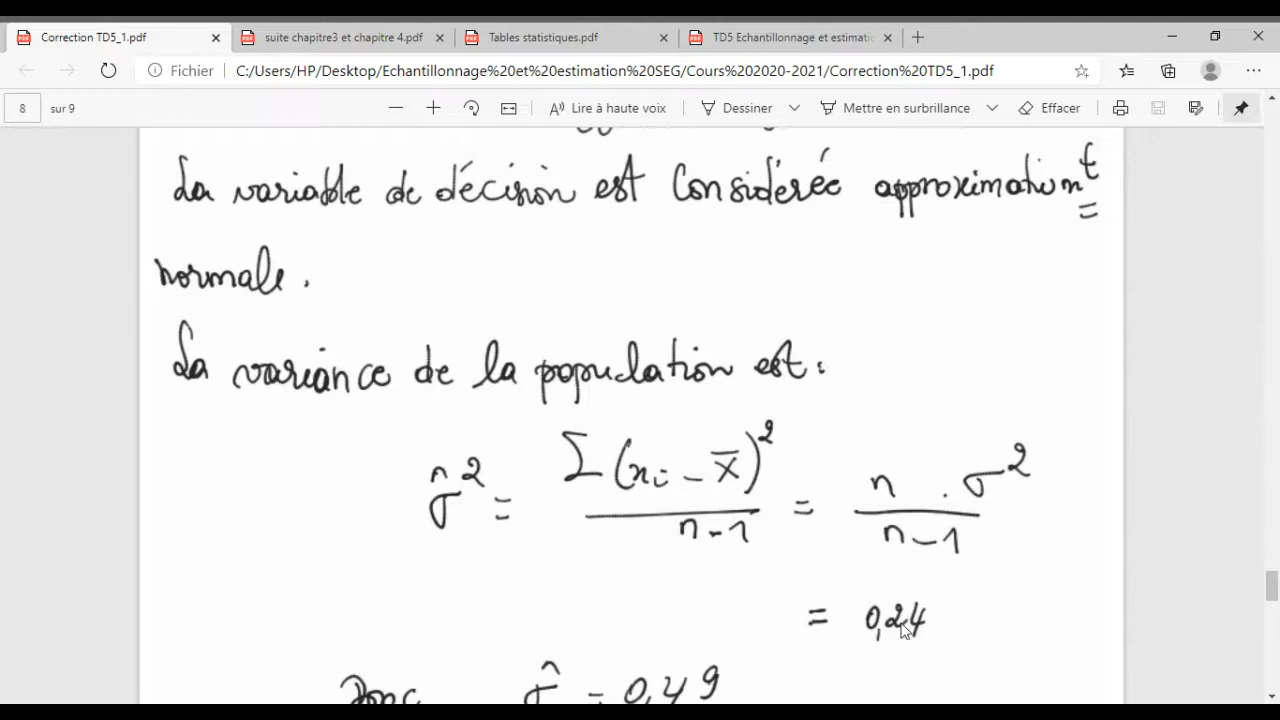 Correction TD5_1.pdf
suite chapitre3 et chapitre 4.pdf
Tables statistiques.pdf
TD5 Echantillonnage et estimati
Fichier
C:/Users/HP/Desktop/Echantillonnage%20et%20estimation%20SEG/Cours%202020-2021/Correction%20TD5_1.pdf
8 sur 9
Lire à haute voix
Dessiner
Mettre en surbrillance
Effacer
La variable de décision est Considérée approximatiⅿᵗ
normale.
La variance de la population est :
σ̂² = Σ(xi - x̄)² / n-1 = n / n-1 . σ²
= 0,24
Donc σ̂ = 0,49